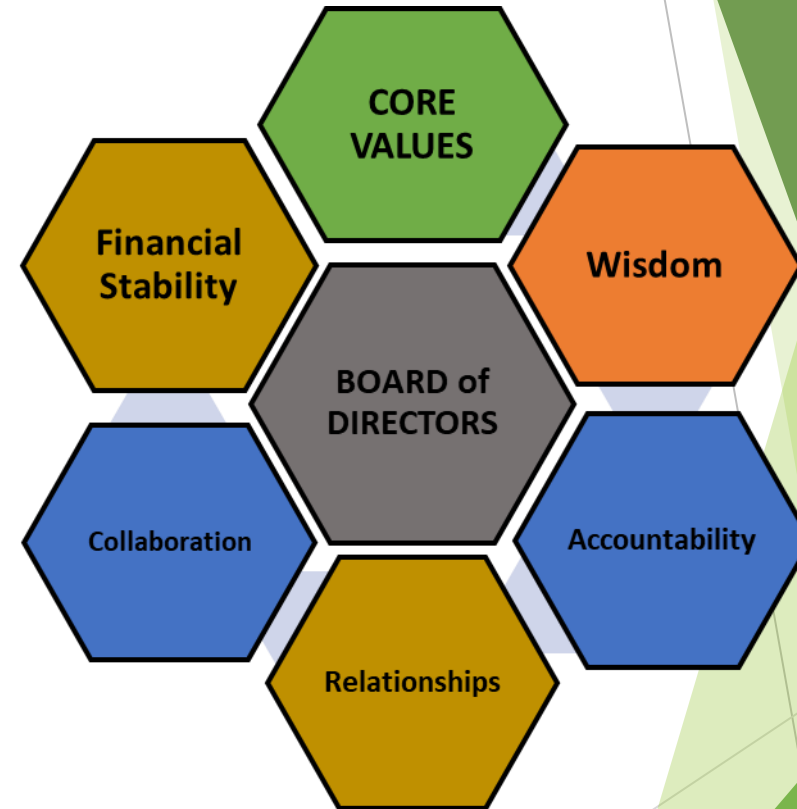 CORE
VALUES
Financial
Stability
Wisdom
BOARD of
DIRECTORS
Collaboration
Accountability
Relationships